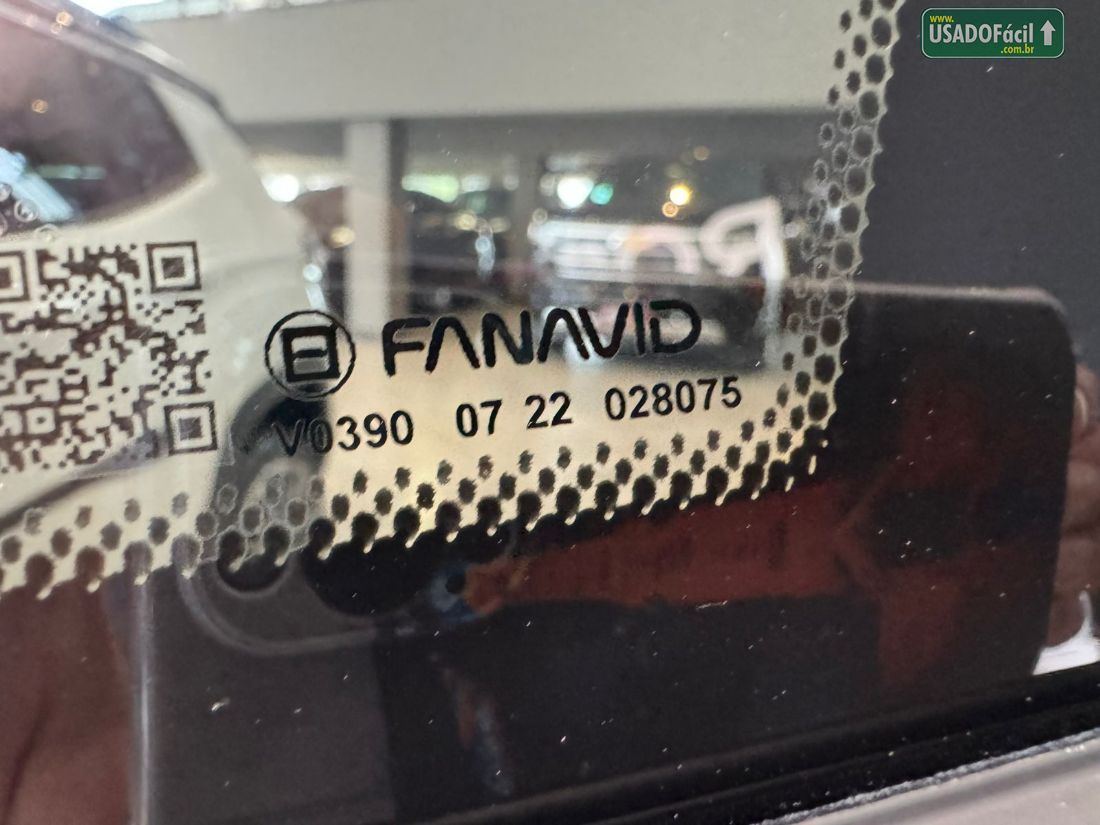 www.
USADOFácil
.com.br
FANAVID
V0390 07 22 028075